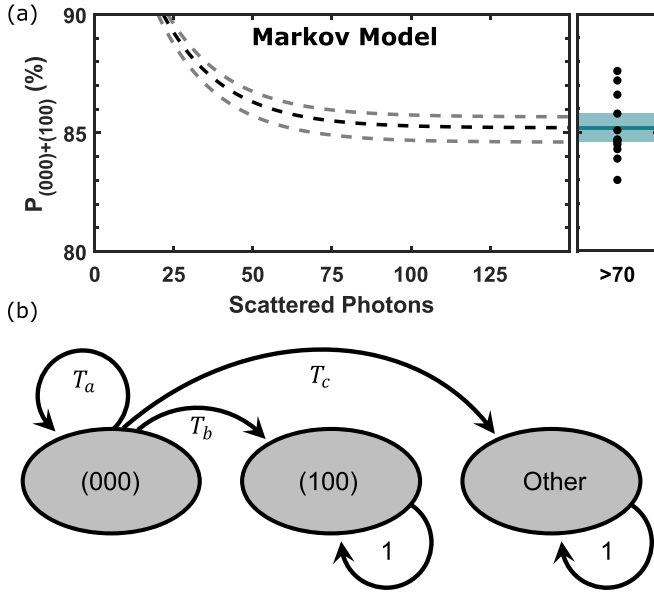 (a)
90
85
80
P(000)+(100) (%)
Markov Model
0 25 50 75 100 125
>70
Scattered Photons
(b)
Ta
Tb
Tc
(000)
(100)
Other
1
1